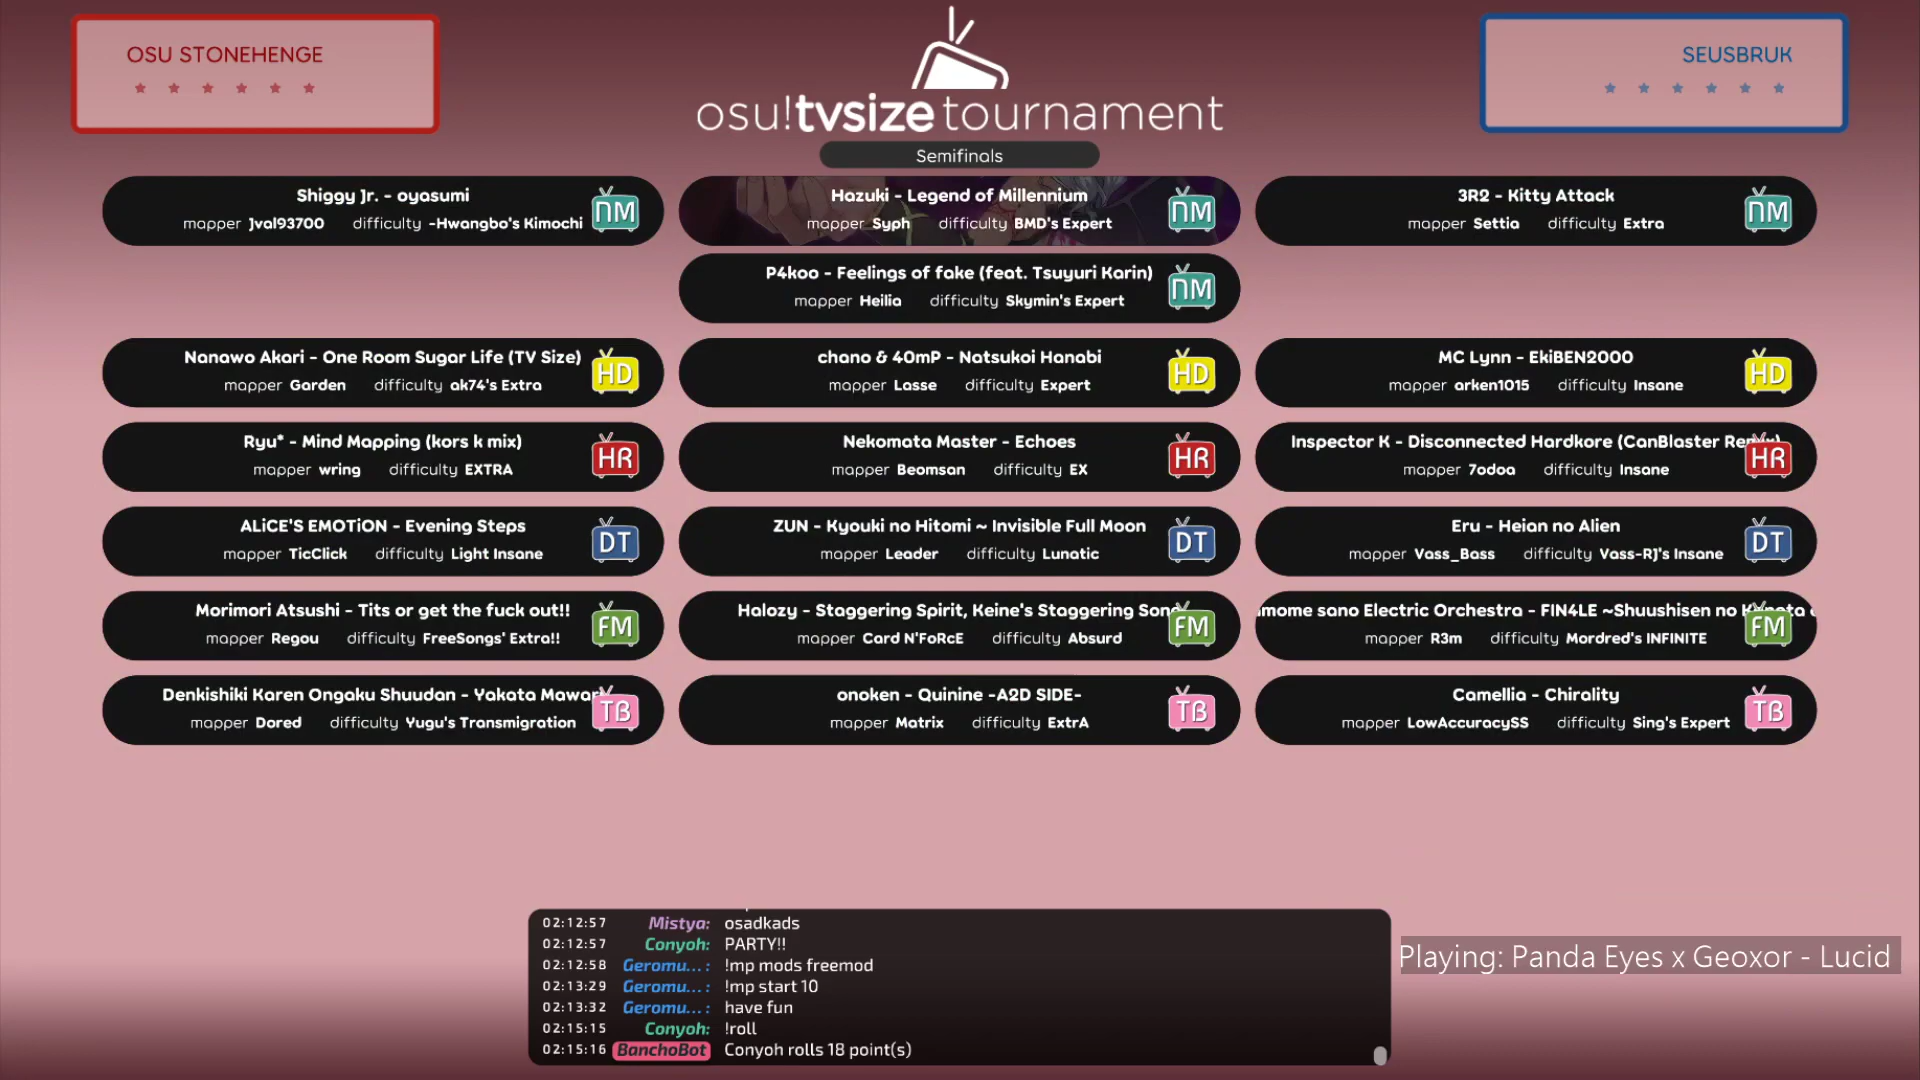 OSU STONEHENGE
SEUSBRUK
osu!tvsize tournament
Semifinals
Shiggy Jr. - oyasumi
mapper Jval93700 difficulty -Hwangbo's Kimochi
NM
Hazuki - Legend of Millennium
mapper Syph difficulty BMD's Expert
NM
3R2 - Kitty Attack
mapper Settia difficulty Extra
NM
P4koo - Feelings of fake (feat. Tsuyuri Karin)
mapper Heilia difficulty Skymin's Expert
NM
Nanawo Akari - One Room Sugar Life (TV Size)
mapper Garden difficulty ak74's Extra
HD
chano & 40mP - Natsukoi Hanabi
mapper Lasse difficulty Expert
HD
MC Lynn - EkiBEN2000
mapper arken1015 difficulty Insane
HD
Ryu* - Mind Mapping (kors k mix)
mapper wring difficulty EXTRA
HR
Nekomata Master - Echoes
mapper Beomsan difficulty EX
HR
Inspector K - Disconnected Hardkore (CanBlaster Remix)
mapper 7odoa difficulty Insane
HR
ALiCE'S EMOTiON - Evening Steps
mapper TicClick difficulty Light Insane
DT
ZUN - Kyouki no Hitomi ~ Invisible Full Moon
mapper Leader difficulty Lunatic
DT
Eru - Heian no Alien
mapper Vass_Bass difficulty Vass-RJ's Insane
DT
Morimori Atsushi - Tits or get the fuck out!!
mapper Regou difficulty FreeSongs' Extra!!
FM
Halozy - Staggering Spirit, Keine's Staggering Song
mapper Card N'FoRcE difficulty Absurd
FM
sano Electric Orchestra - FIN4LE ~Shuushisen no
mapper R3m difficulty Mordred's INFINITE
FM
Denkishiki Karen Ongaku Shuudan - Yakata Mawari
mapper Dored difficulty Yugu's Transmigration
TB
onoken - Quinine -A2D SIDE-
mapper Matrix difficulty ExtrA
TB
Camellia - Chirality
mapper LowAccuracySS difficulty Sing's Expert
TB
02:12:57 Mistya: osadkads
02:12:57 Conyoh: PARTY!!
02:12:58 Geromu...: !mp mods freemod
02:13:29 Geromu...: !mp start 10
02:13:32 Geromu...: have fun
02:15:15 Conyoh: !roll
02:15:16 BanchoBot Conyoh rolls 18 point(s)
Playing: Panda Eyes x Geoxor - Lucid